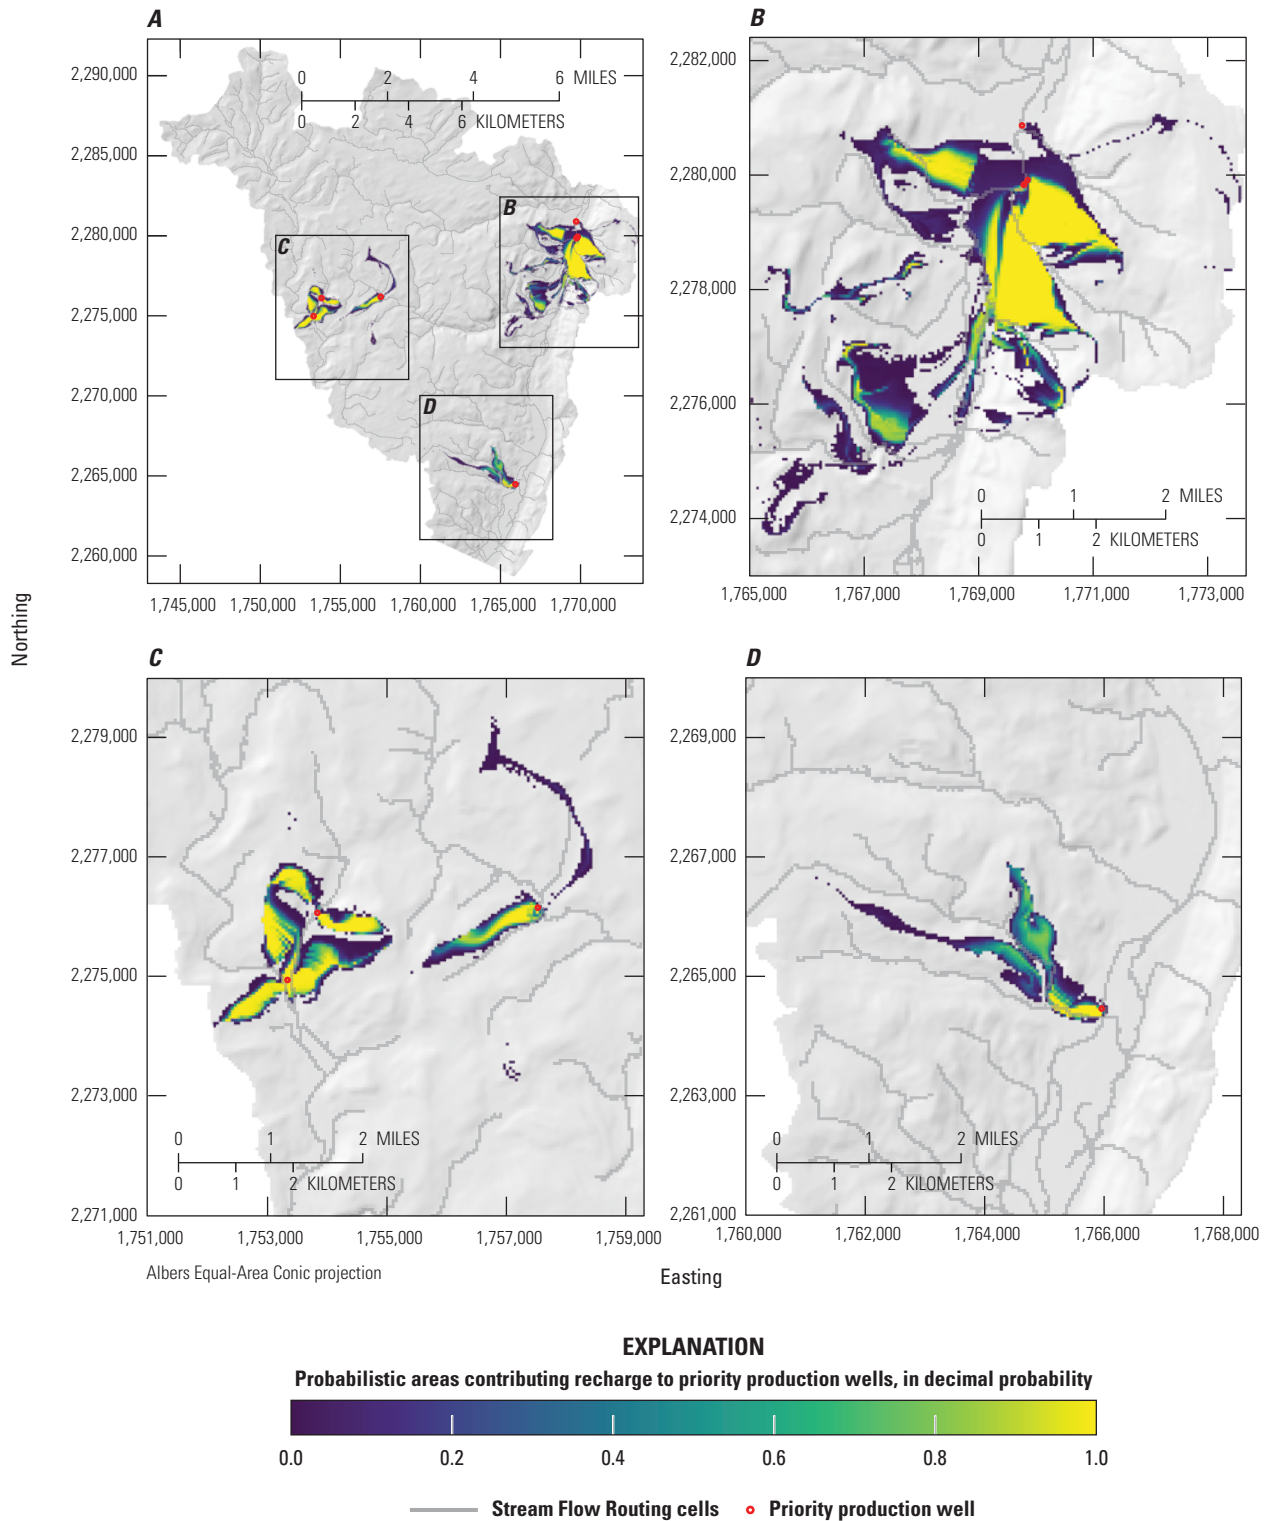 A
2,290,000
2,285,000
2,280,000
2,275,000
2,270,000
2,265,000
2,260,000
0 2 4 6 MILES
0 2 4 6 KILOMETERS
B
C
D
1,745,000 1,750,000 1,755,000 1,760,000 1,765,000 1,770,000
B
2,282,000
2,280,000
2,278,000
2,276,000
2,274,000
0 1 2 MILES
0 1 2 KILOMETERS
1,765,000 1,767,000 1,769,000 1,771,000 1,773,000
Northing
C
2,279,000
2,277,000
2,275,000
2,273,000
2,271,000
0 1 2 MILES
0 1 2 KILOMETERS
1,751,000 1,753,000 1,755,000 1,757,000 1,759,000
D
2,269,000
2,267,000
2,265,000
2,263,000
2,261,000
0 1 2 MILES
0 1 2 KILOMETERS
1,760,000 1,762,000 1,764,000 1,766,000 1,768,000
Albers Equal-Area Conic projection
Easting
EXPLANATION
Probabilistic areas contributing recharge to priority production wells, in decimal probability
0.0 0.2 0.4 0.6 0.8 1.0
Stream Flow Routing cells Priority production well